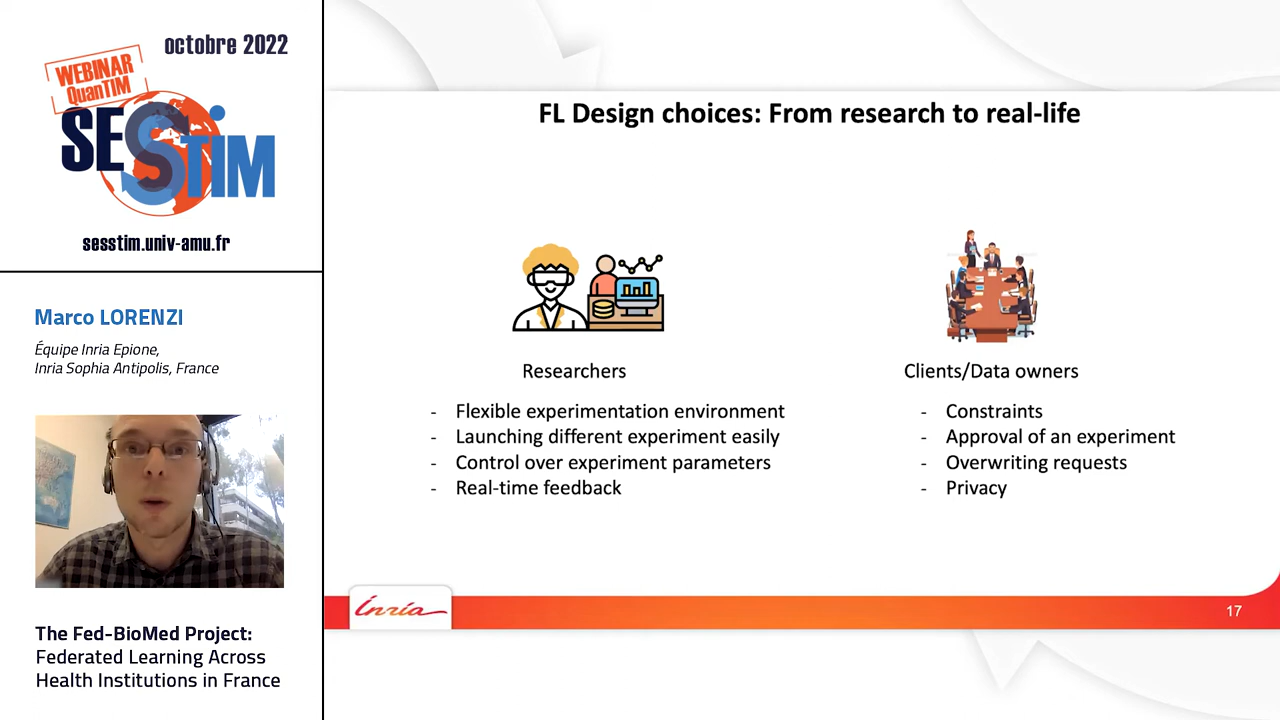 octobre 2022
WEBINAR
QuanTIM
SESSTIM
sesstim.univ-amu.fr
Marco LORENZI
Équipe Inria Epione,
Inria Sophia Antipolis, France
The Fed-BioMed Project:
Federated Learning Across
Health Institutions in France
FL Design choices: From research to real-life
Researchers
- Flexible experimentation environment
- Launching different experiment easily
- Control over experiment parameters
- Real-time feedback
Clients/Data owners
- Constraints
- Approval of an experiment
- Overwriting requests
- Privacy
Inria
17